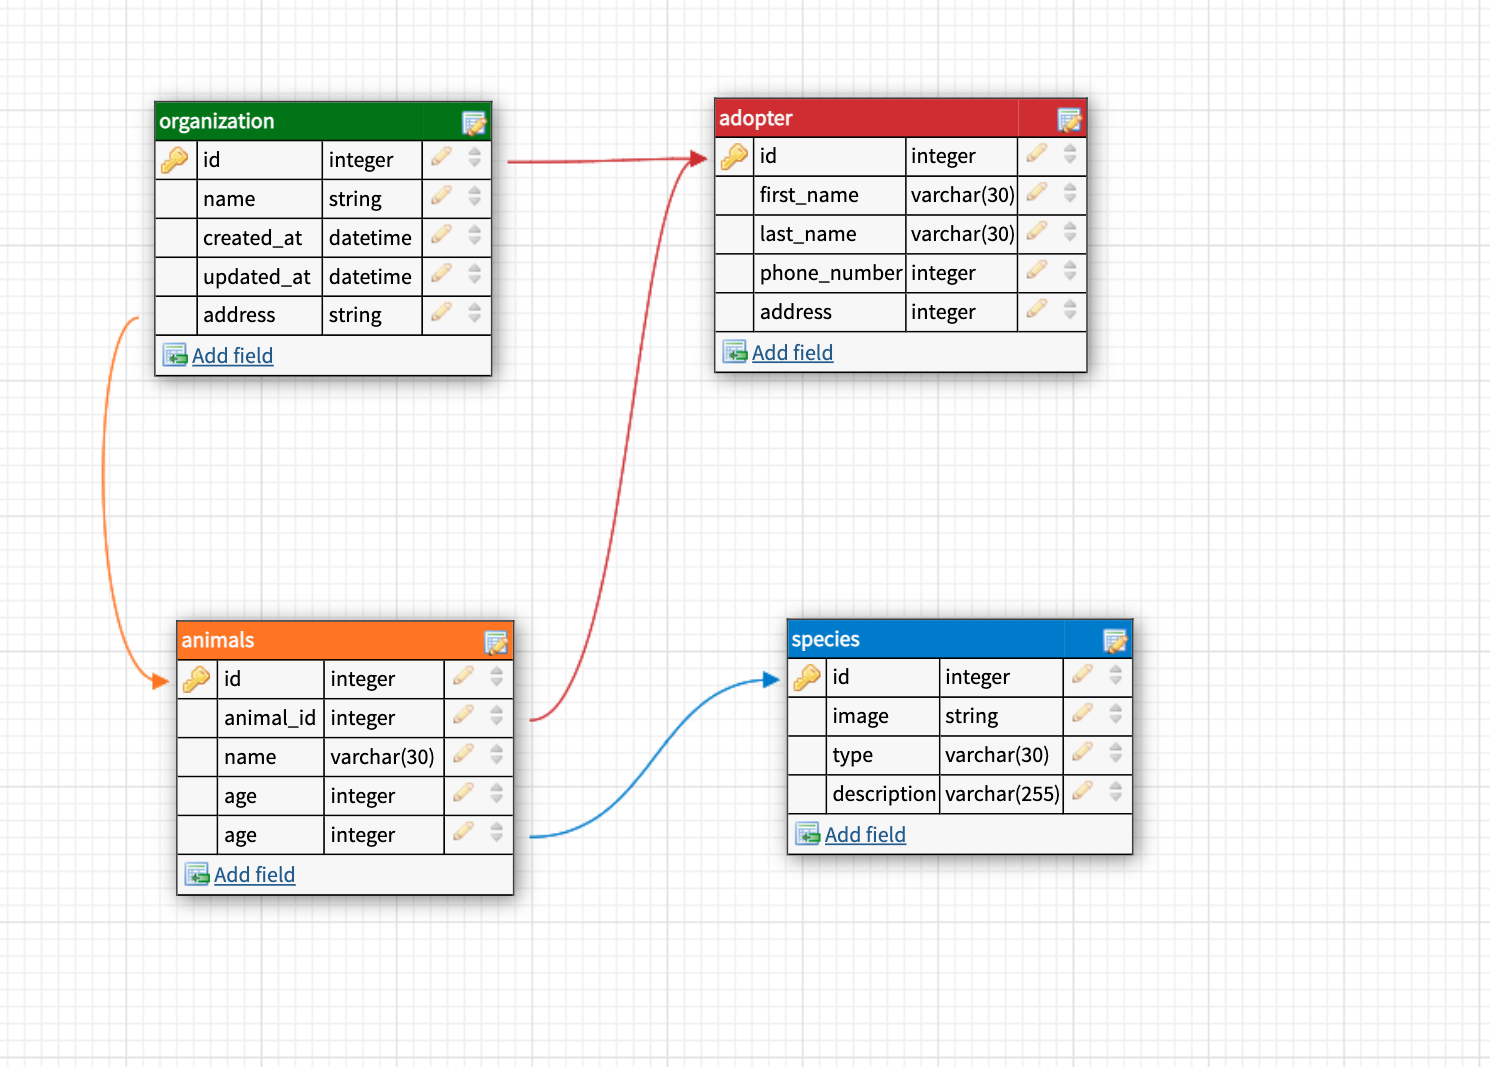 organization
id integer
name string
created_at datetime
updated_at datetime
address string
Add field
adopter
id integer
first_name varchar(30)
last_name varchar(30)
phone_number integer
address integer
Add field
animals
id integer
animal_id integer
name varchar(30)
age integer
age integer
Add field
species
id integer
image string
type varchar(30)
description varchar(255)
Add field